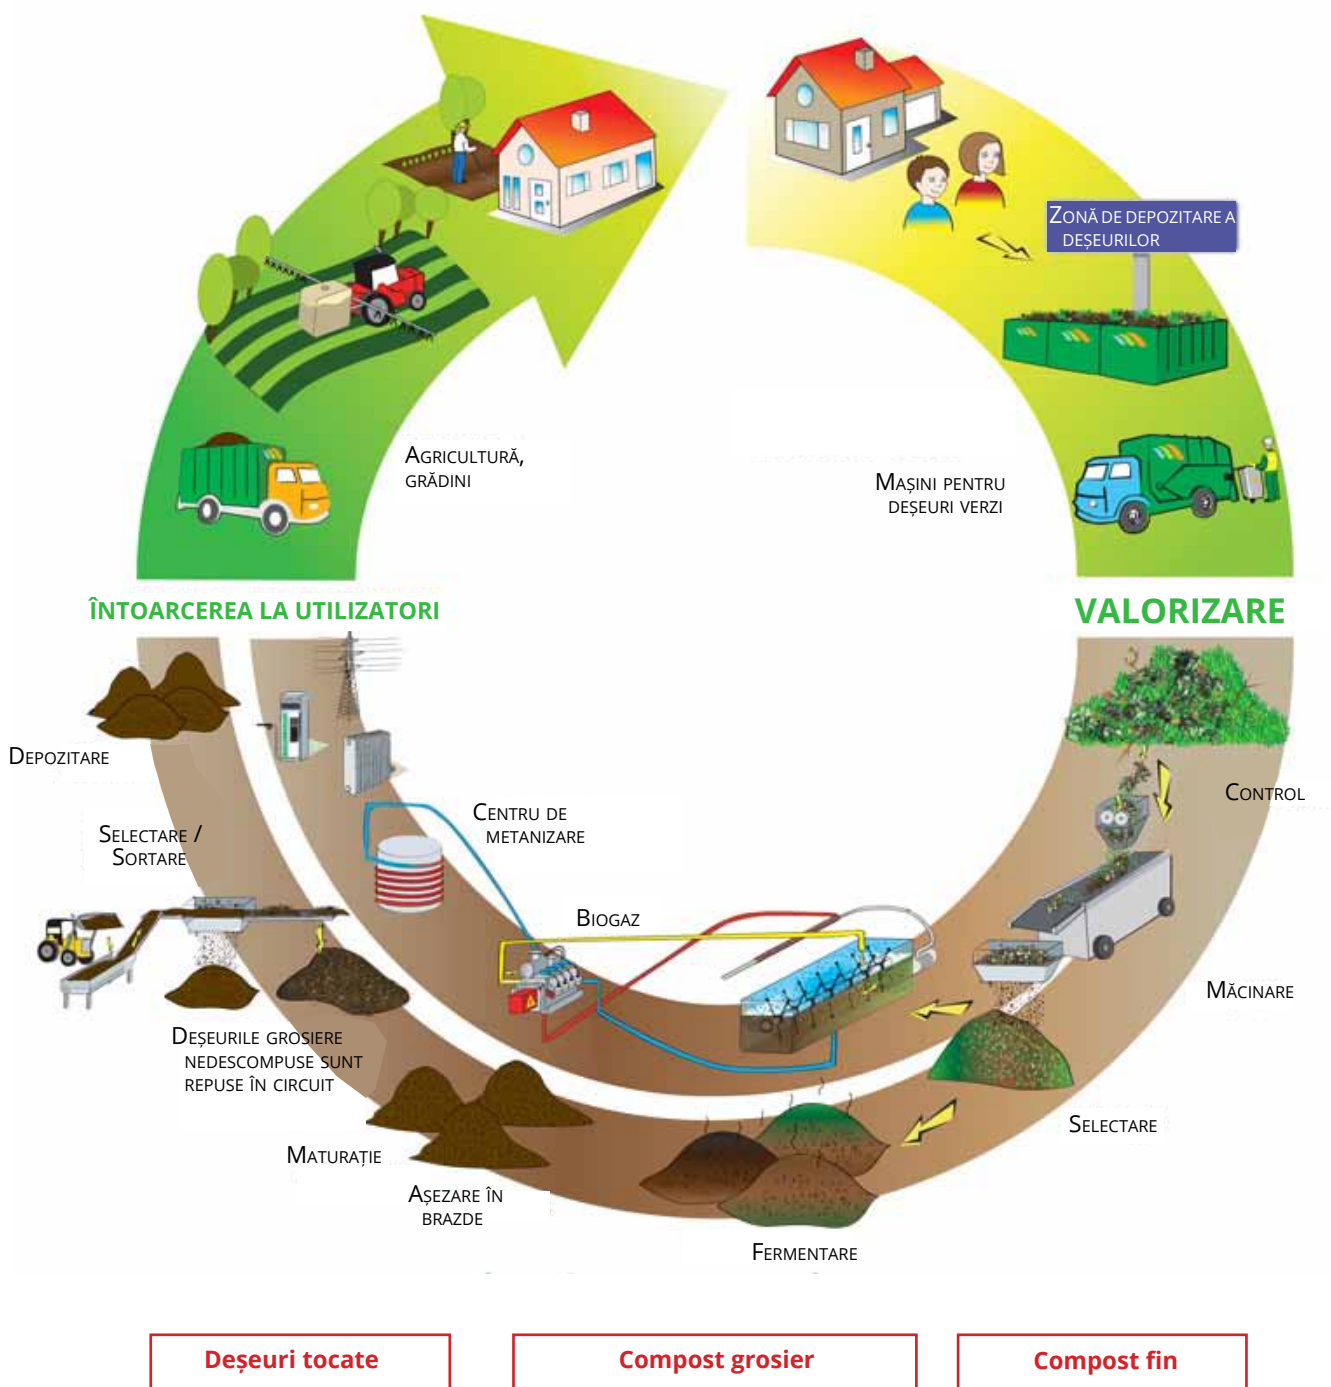 ZONĂ DE DEPOZITARE A
DEȘEURILOR
AGRICULTURĂ,
GRĂDINI
MAȘINI PENTRU
DEȘEURI VERZI
ÎNTOARCEREA LA UTILIZATORI
VALORIZARE
DEPOZITARE
CONTROL
CENTRU DE
METANIZARE
SELECTARE /
SORTARE
BIOGAZ
MĂCINARE
DEȘEURILE GROSIERE
NEDESCOMPUSE SUNT
REPUSE ÎN CIRCUIT
SELECTARE
MATURAȚIE
AȘEZARE ÎN
BRAZDE
FERMENTARE
Deșeuri tocate
Compost grosier
Compost fin